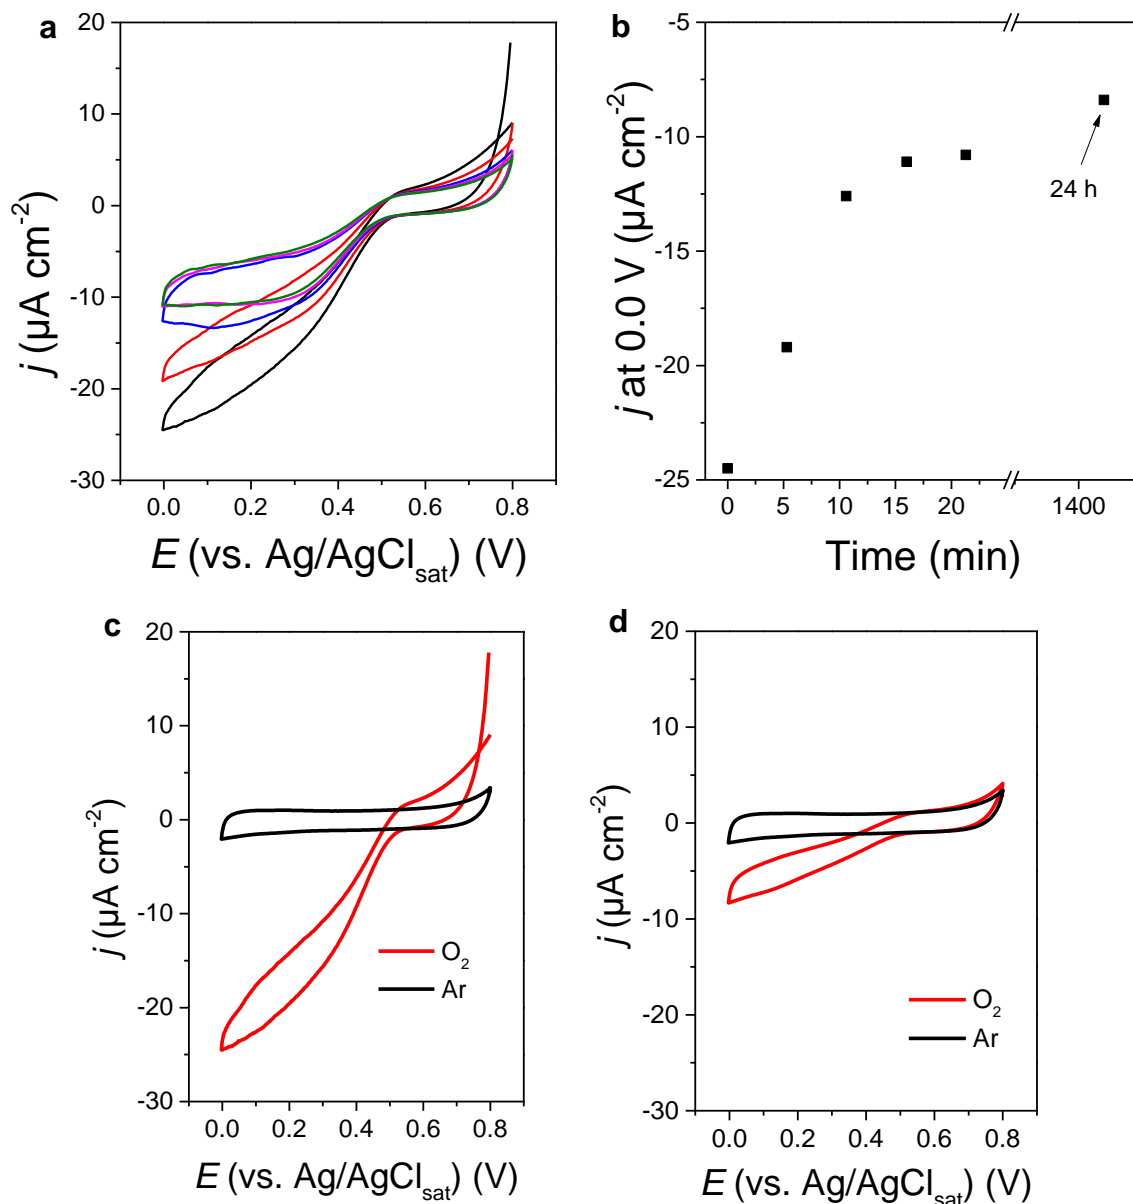 a
20
10
0
-10
-20
-30
0.0 0.2 0.4 0.6 0.8
j (µA cm-2)
E (vs. Ag/AgClsat) (V)
b
-5
-10
-15
-20
-25
0 5 10 15 20 1400
24 h
j at 0.0 V (µA cm-2)
Time (min)
c
20
10
0
-10
-20
-30
0.0 0.2 0.4 0.6 0.8
O2
Ar
j (µA cm-2)
E (vs. Ag/AgClsat) (V)
d
20
10
0
-10
-20
-30
0.0 0.2 0.4 0.6 0.8
O2
Ar
j (µA cm-2)
E (vs. Ag/AgClsat) (V)